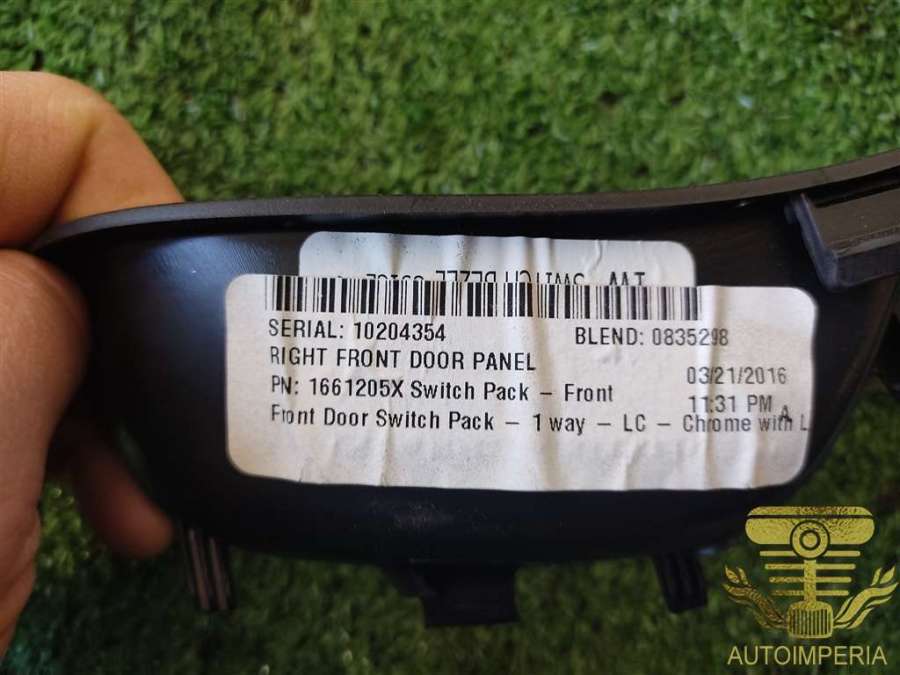 SERIAL: 10204354 BLEND: 0835298
RIGHT FRONT DOOR PANEL
03/21/2016
PN: 1661205X Switch Pack – Front
11:31 PM
Front Door Switch Pack – 1 way – LC – Chrome with L
AUTOIMPERIA